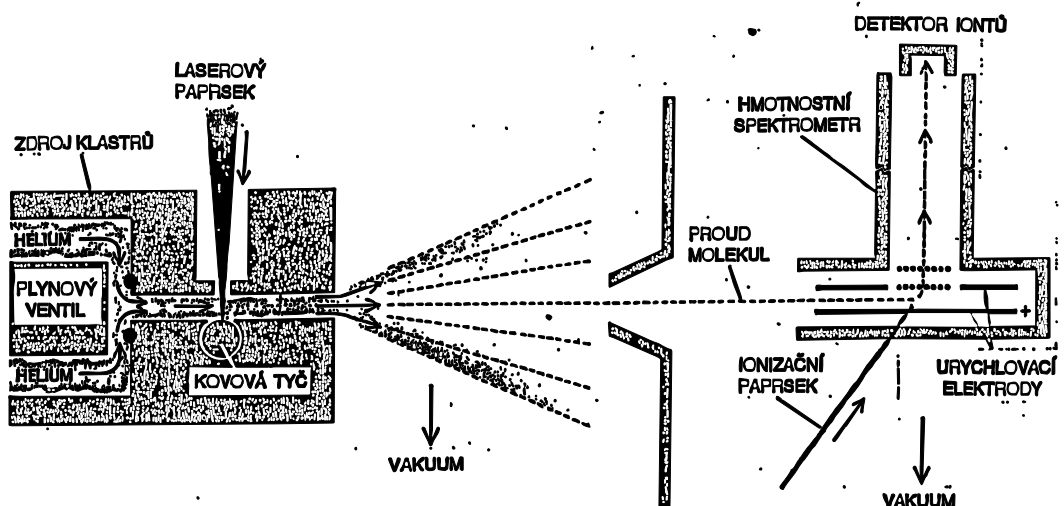 DETEKTOR IONTŮ
LASEROVÝ
PAPRSEK
HMOTNOSTNÍ
SPEKTROMETR
ZDROJ KLASTRŮ
HELIUM
PLYNOVÝ
VENTIL
HELIUM
KOVOVÁ TYČ
PROUD
MOLEKUL
+
IONIZAČNÍ
PAPRSEK
URYCHLOVACÍ
ELEKTRODY
VAKUUM
VAKUUM